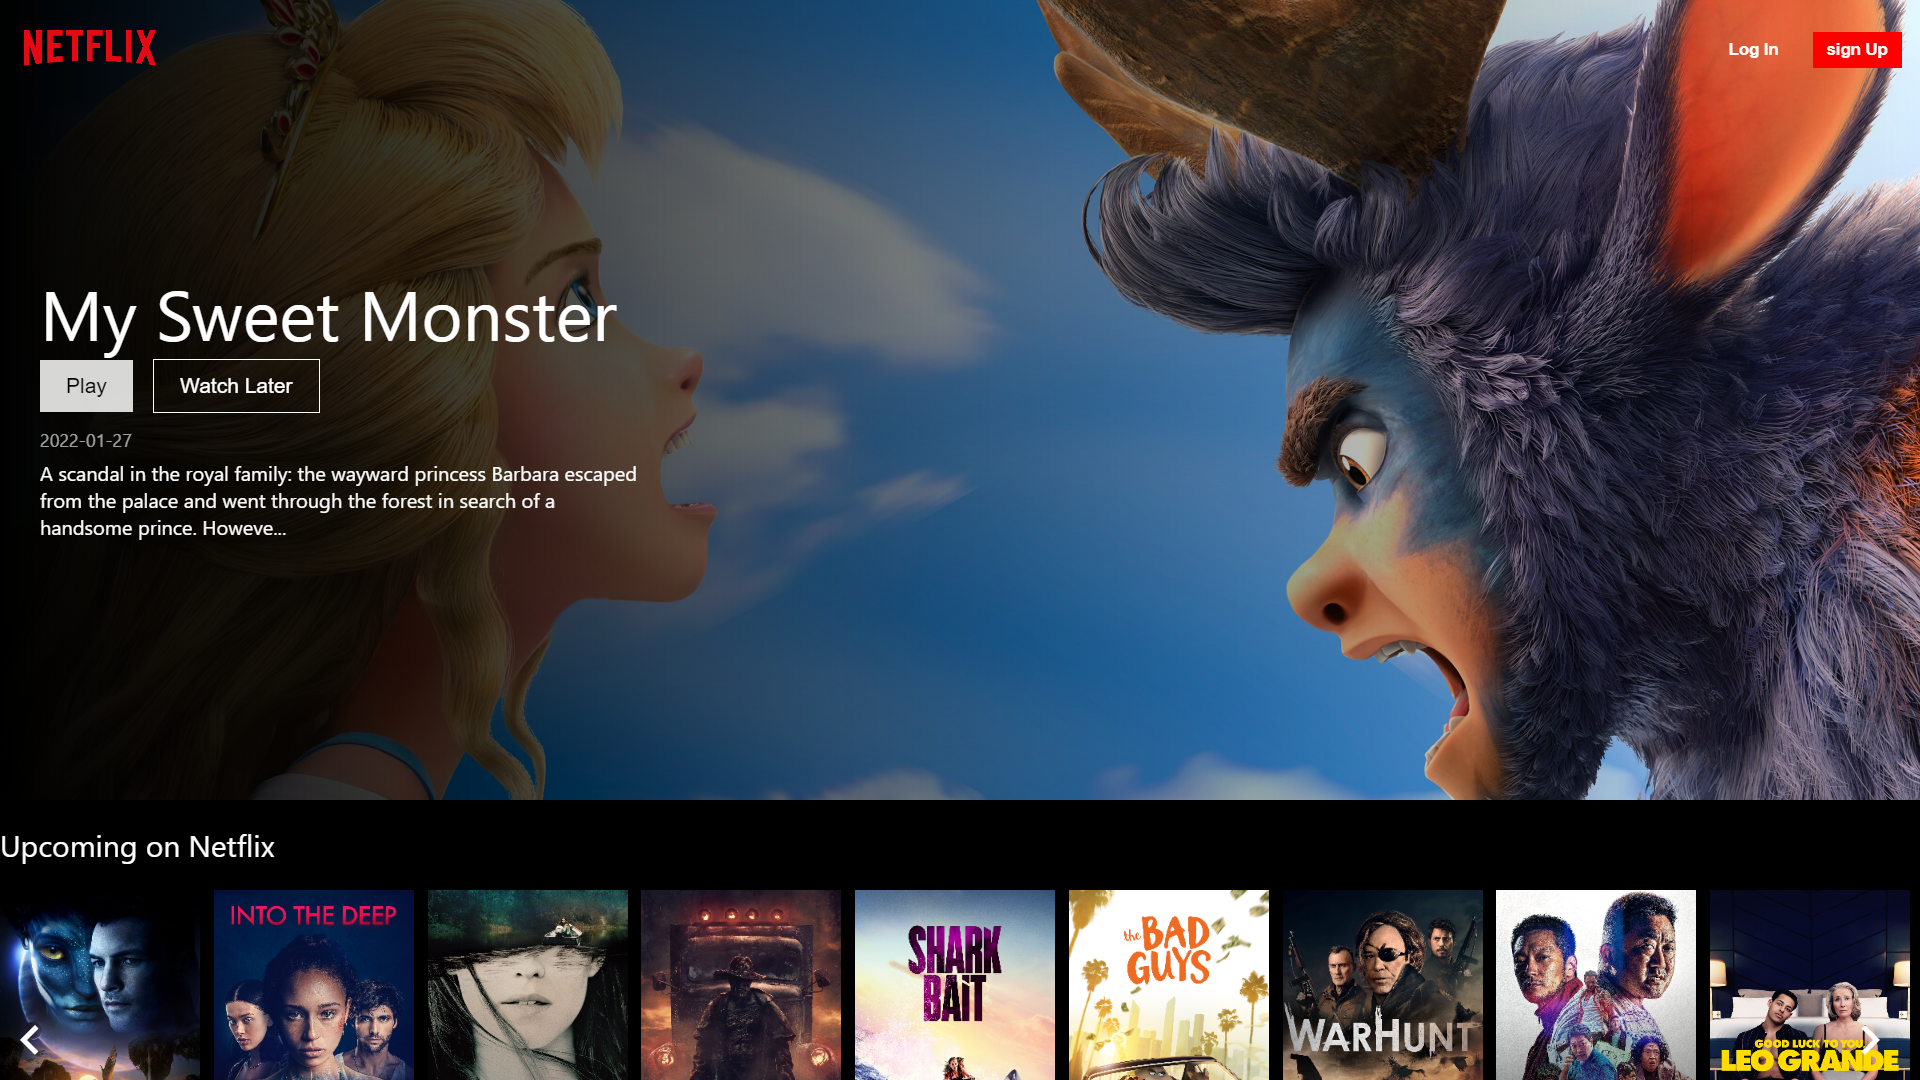 NETFLIX
Log In
sign Up
My Sweet Monster
Play
Watch Later
2022-01-27
A scandal in the royal family: the wayward princess Barbara escaped
from the palace and went through the forest in search of a
handsome prince. Howeve...
Upcoming on Netflix
INTO THE DEEP
SHARK
BAIT
the BAD
GUYS
WARHUNT
GOOD LUCK TO YOU
LEO GRANDE